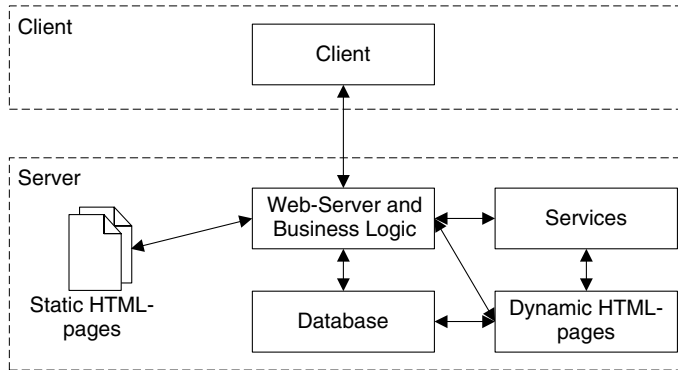 Client
Client
Server
Web-Server and
Business Logic
Services
Static HTML-
pages
Database
Dynamic HTML-
pages